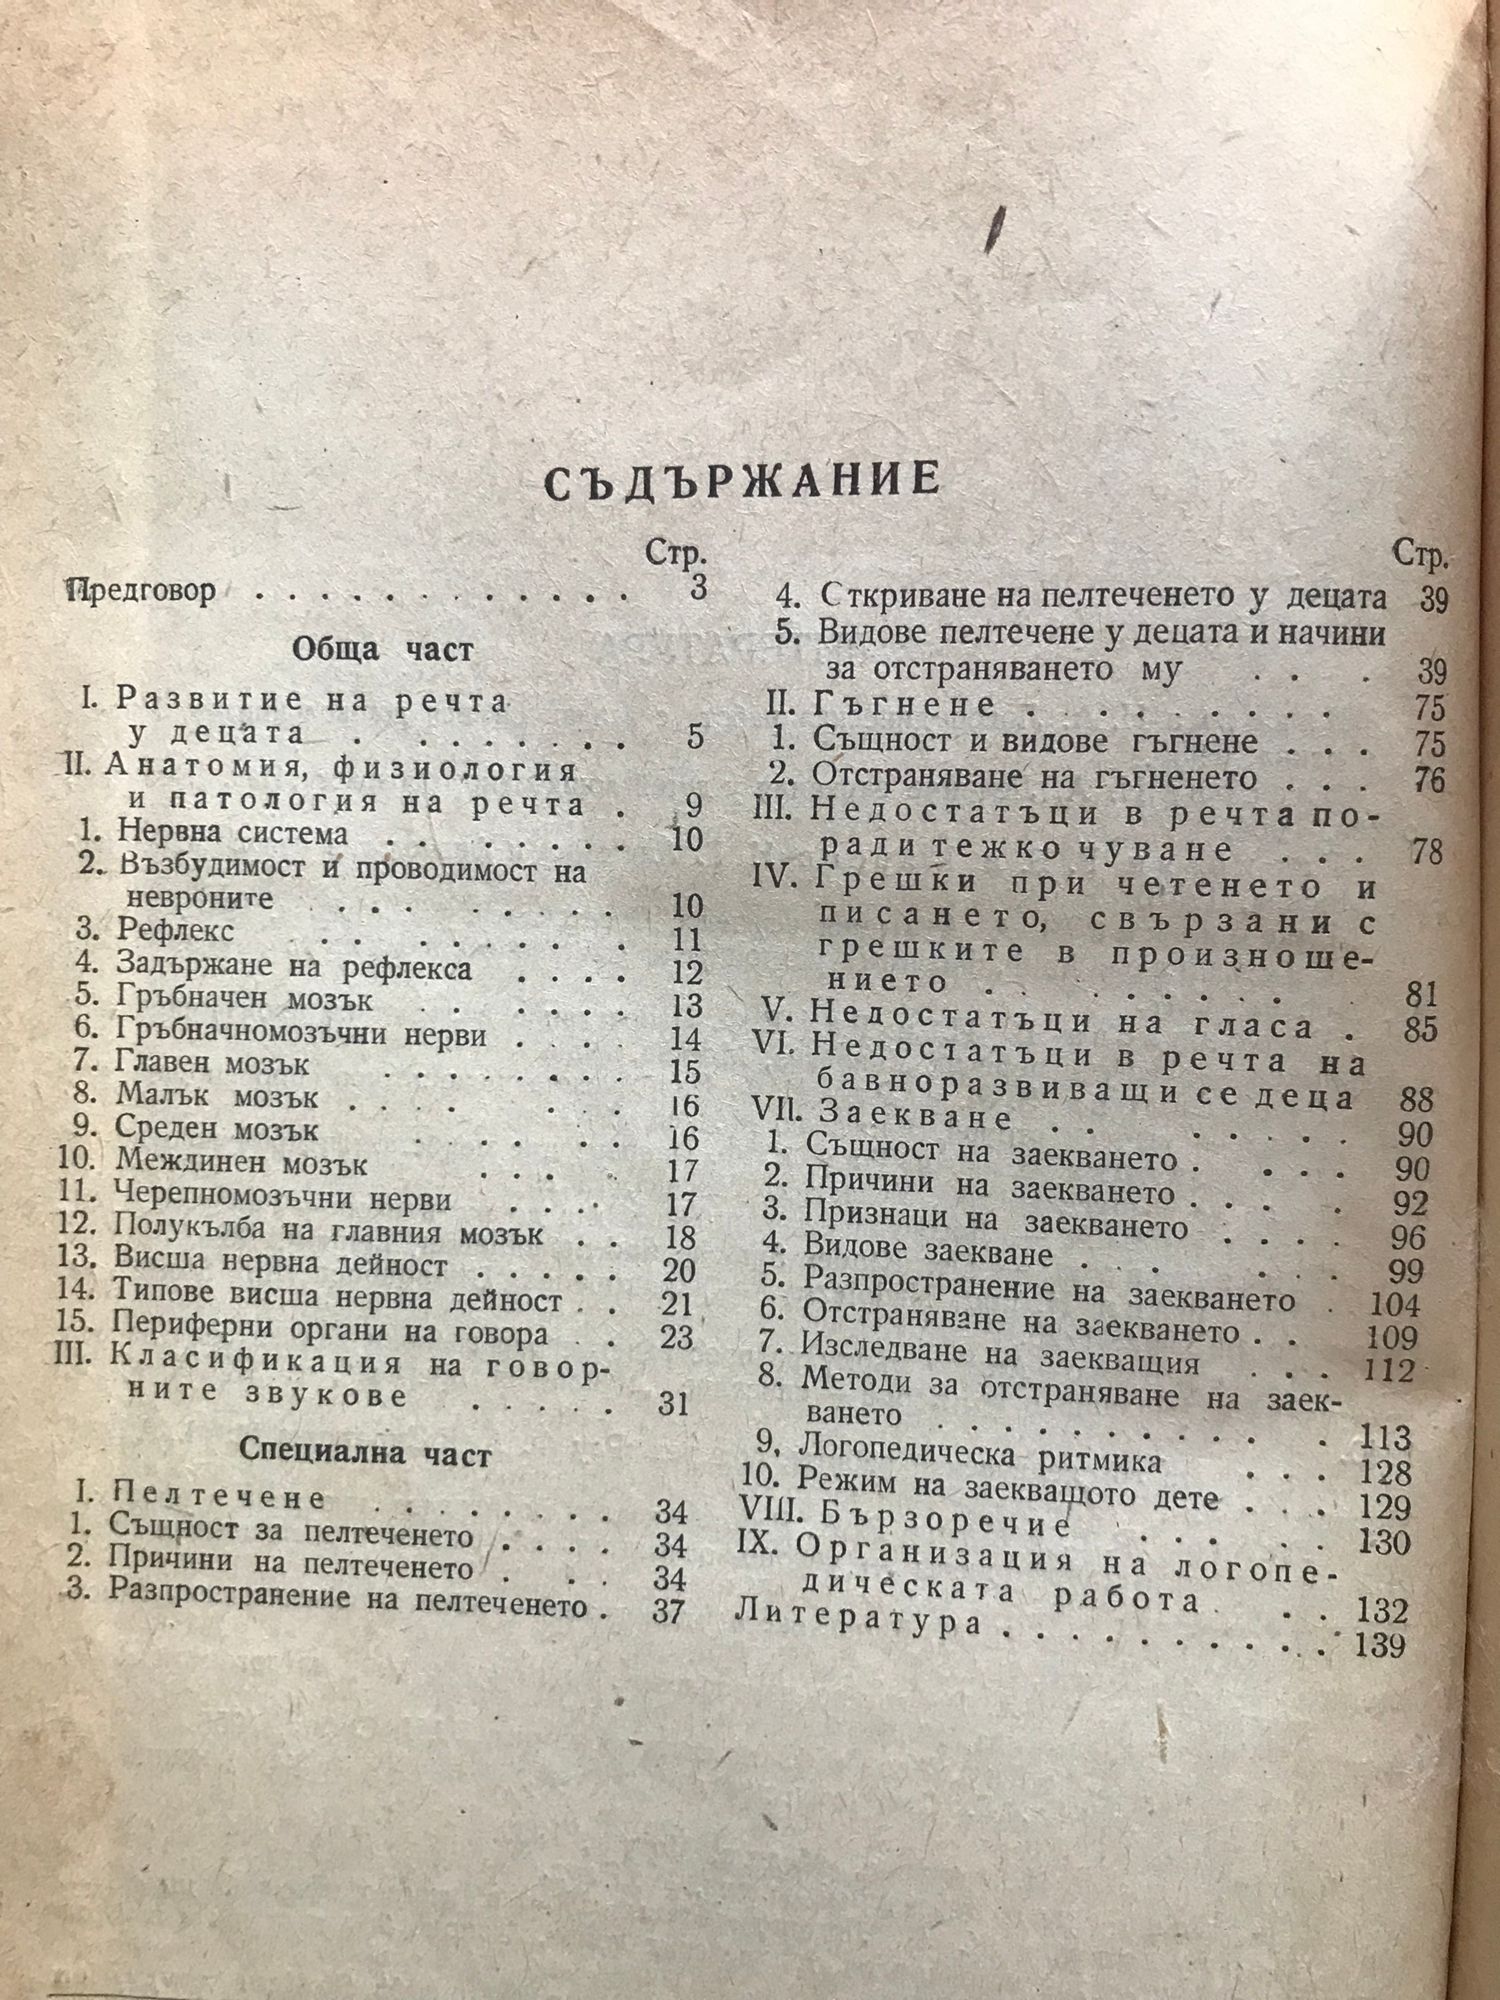 СЪДЪРЖАНИЕ
Стр.
Предговор . . . . . . . . . . . . 3
Обща част
I. Развитие на речта
у децата . . . . . . . . 5
II. Анатомия, физиология
и патология на речта . 9
1. Нервна система . . . . . . . 10
2. Възбудимост и проводимост на
невроните . . . . . . . . 10
3. Рефлекс . . . . . . . . . 11
4. Задържане на рефлекса . . . . 12
5. Гръбначен мозък . . . . . . 13
6. Гръбначномозъчни нерви . . . . 14
7. Главен мозък . . . . . . . . 15
8. Малък мозък . . . . . . . 16
9. Среден мозък . . . . . . 16
10. Междинен мозък . . . . . 17
11. Черепномозъчни нерви . . . . 17
12. Полукълба на главния мозък . . 18
13. Висша нервна дейност . . . . . 20
14. Типове висша нервна дейност . . 21
15. Периферни органи на говора . . 23
III. Класификация на говор-
ните звукове . . . . . 31
Специална част
I. Пелтечене . . . . . . . 34
1. Същност за пелтеченето . . . . 34
2. Причини на пелтеченето . . . 34
3. Разпространение на пелтеченето . 37
Стр.
4. Сткриване на пелтеченето у децата 39
5. Видове пелтечене у децата и начини
за отстраняването му . . . 39
II. Гъгнене . . . . . . . . 75
1. Същност и видове гъгнене . . . 75
2. Отстраняване на гъгненето . . . 76
III. Недостатъци в речта по-
ради тежко чуване . . . 78
IV. Грешки при четенето и
писането, свързани с
грешките в произноше-
нието . . . . . . . . 81
V. Недостатъци на гласа . 85
VI. Недостатъци в речта на
бавноразвиващи се деца 88
VII. Заекване . . . . . . . 90
1. Същност на заекването . . . . . 90
2. Причини на заекването . . . . . 92
3. Признаци на заекването . . . . 96
4. Видове заекване . . . . . . 99
5. Разпространение на заекването . 104
6. Отстраняване на заекването . . 109
7. Изследване на заекващия . . . . 112
8. Методи за отстраняване на заек-
ването . . . . . . . . . . 113
9, Логопедическа ритмика . . . . 128
10. Режим на заекващото дете . . . . 129
VIII. Бързоречие . . . . . 130
IX. Организация на логопе-
дическата работа . . . 132
Литература . . . . . . . . . . . 139